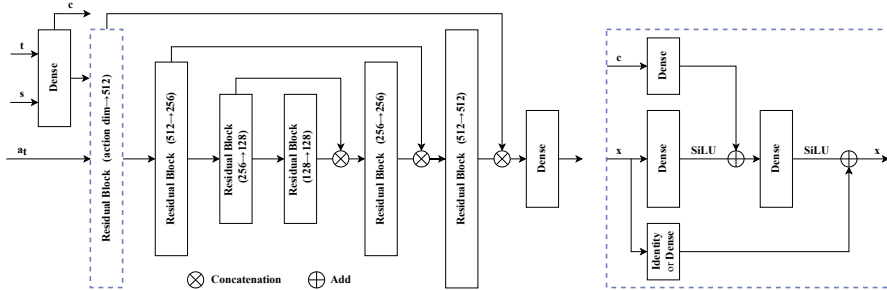 c
t
s
Dense
a_t
Residual Block (action dim→512)
Residual Block (512→256)
Residual Block
(256→128)
Residual Block
(128→128)
Residual Block (256→256)
Residual Block (512→512)
Dense
Concatenation
Add
c
Dense
x
Dense
SiLU
Dense
SiLU
x
Identity
or Dense